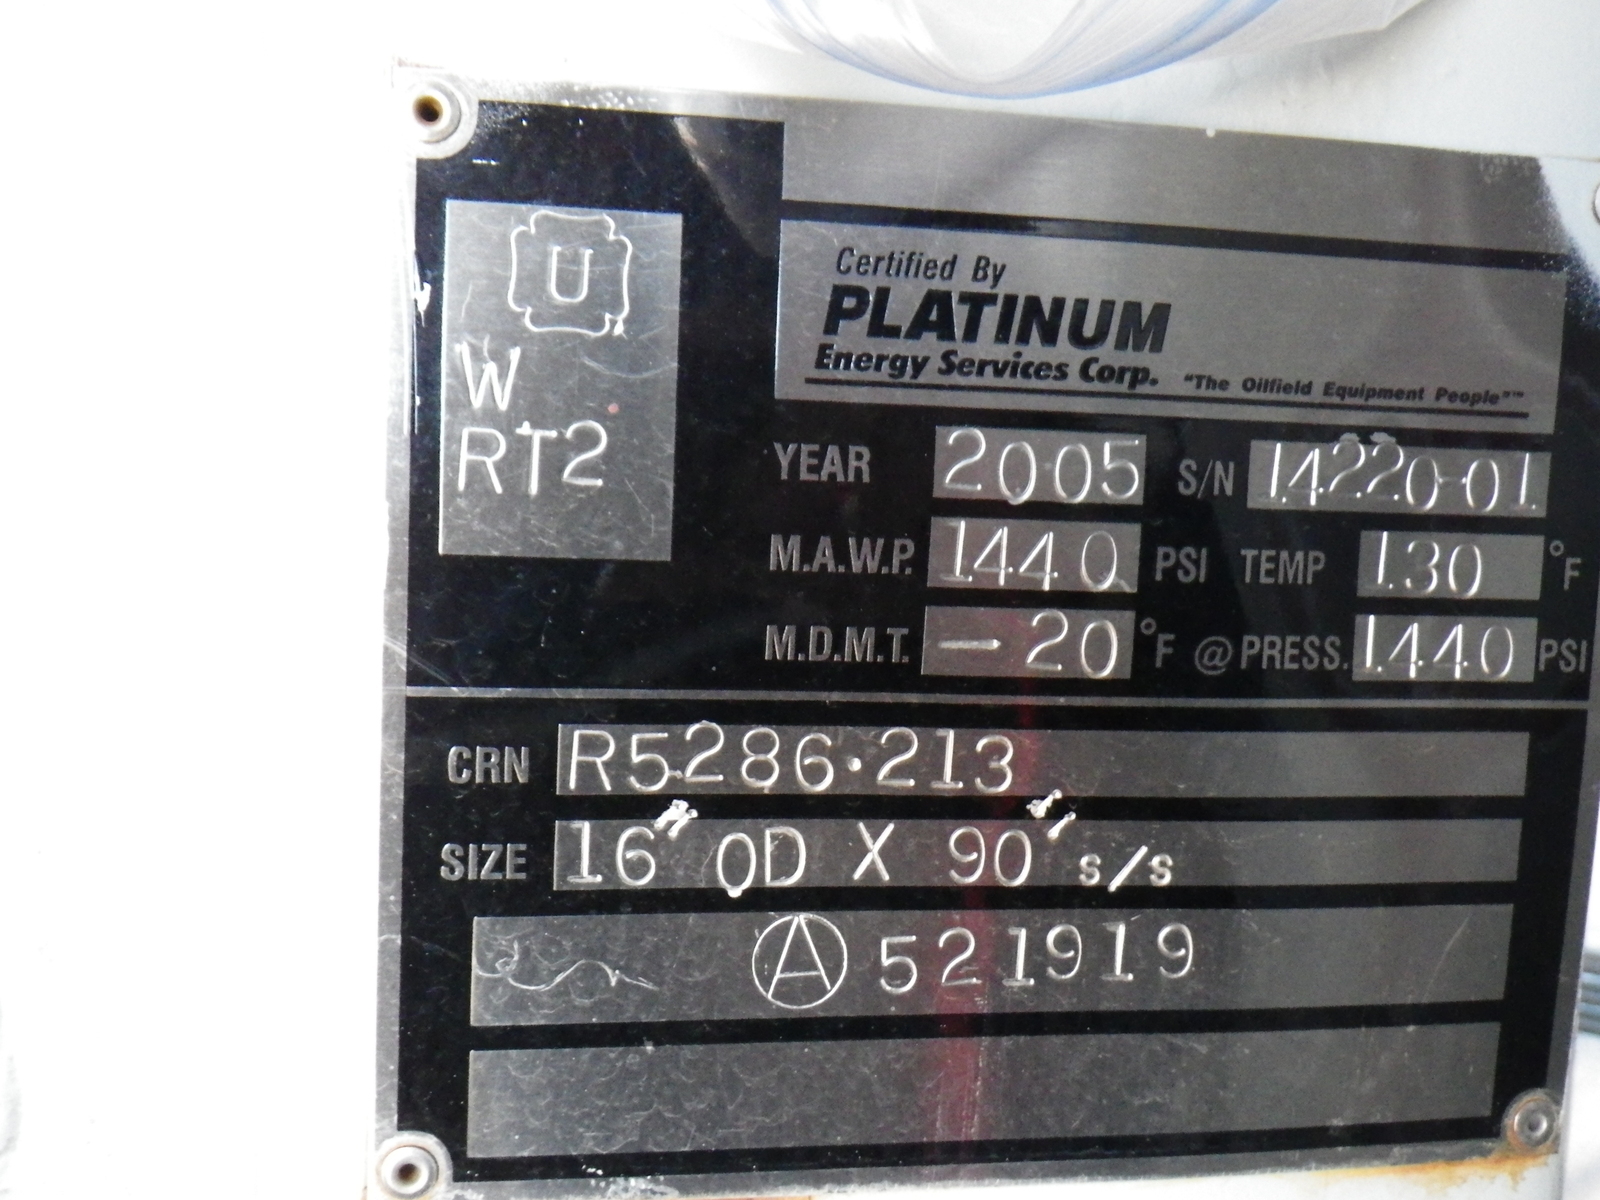 U
W
RT2
Certified By
PLATINUM
Energy Services Corp. "The Oilfield Equipment People"™
YEAR 2005 S/N 14220-01
M.A.W.P. 1440 PSI TEMP 130 °F
M.D.M.T. -20 °F @ PRESS. 1440 PSI
CRN R5286.213
SIZE 16" OD X 90" s/s
A 521919